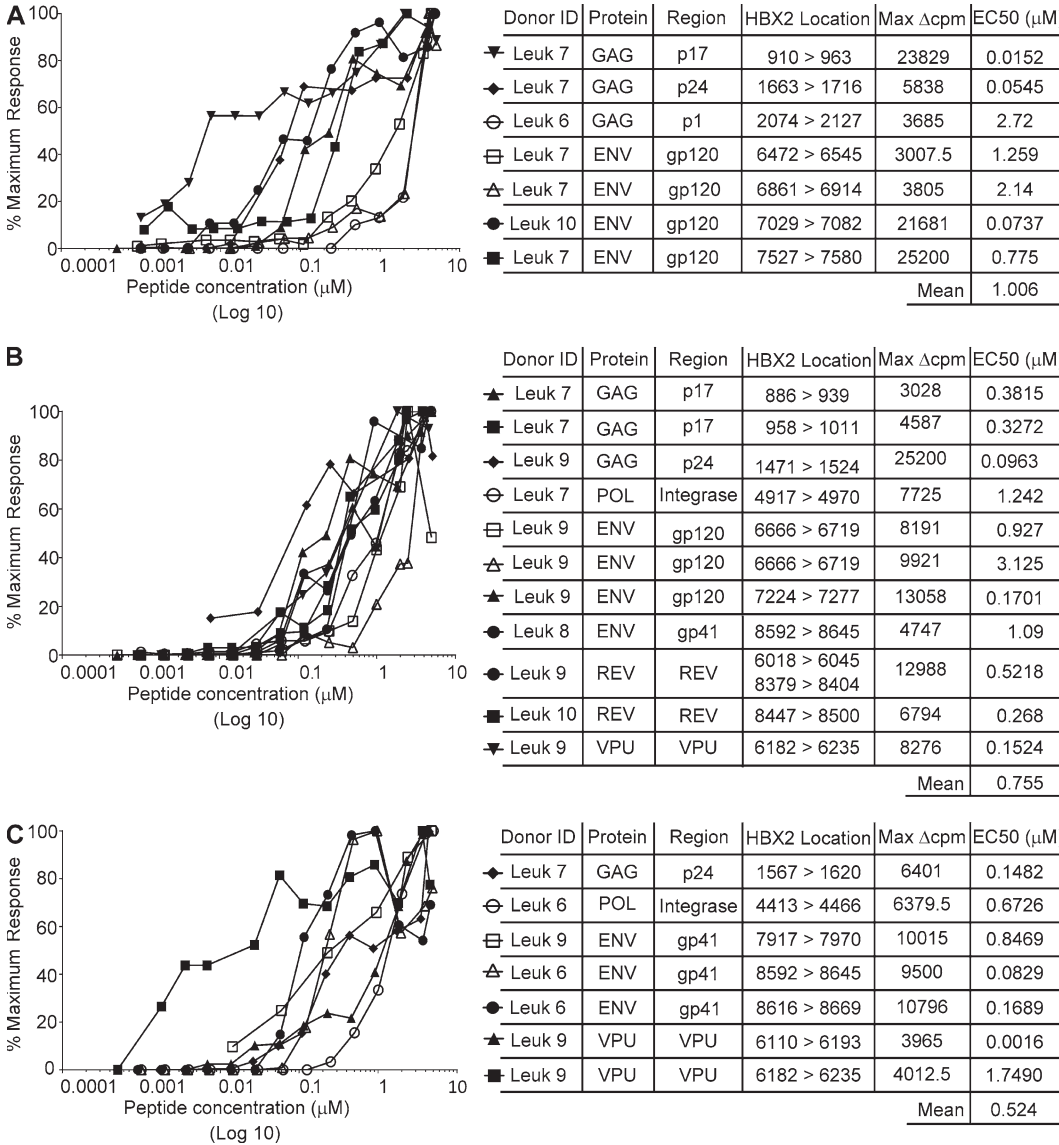 A
% Maximum Response
100
80
60
40
20
0
0.0001 0.001 0.01 0.1 1 10
Peptide concentration (μM)
(Log 10)
Donor ID Protein Region HBX2 Location Max Δcpm EC50 (μM
Leuk 7 GAG p17 910 > 963 23829 0.0152
Leuk 7 GAG p24 1663 > 1716 5838 0.0545
Leuk 6 GAG p1 2074 > 2127 3685 2.72
Leuk 7 ENV gp120 6472 > 6545 3007.5 1.259
Leuk 7 ENV gp120 6861 > 6914 3805 2.14
Leuk 10 ENV gp120 7029 > 7082 21681 0.0737
Leuk 7 ENV gp120 7527 > 7580 25200 0.775
Mean 1.006
B
% Maximum Response
100
80
60
40
20
0
0.0001 0.001 0.01 0.1 1 10
Peptide concentration (μM)
(Log 10)
Donor ID Protein Region HBX2 Location Max Δcpm EC50 (μM
Leuk 7 GAG p17 886 > 939 3028 0.3815
Leuk 7 GAG p17 958 > 1011 4587 0.3272
Leuk 9 GAG p24 1471 > 1524 25200 0.0963
Leuk 7 POL Integrase 4917 > 4970 7725 1.242
Leuk 9 ENV gp120 6666 > 6719 8191 0.927
Leuk 9 ENV gp120 6666 > 6719 9921 3.125
Leuk 9 ENV gp120 7224 > 7277 13058 0.1701
Leuk 8 ENV gp41 8592 > 8645 4747 1.09
Leuk 9 REV REV 6018 > 6045 12988 0.5218
8379 > 8404
Leuk 10 REV REV 8447 > 8500 6794 0.268
Leuk 9 VPU VPU 6182 > 6235 8276 0.1524
Mean 0.755
C
% Maximum Response
100
80
60
40
20
0
0.0001 0.001 0.01 0.1 1 10
Peptide concentration (μM)
(Log 10)
Donor ID Protein Region HBX2 Location Max Δcpm EC50 (μM
Leuk 7 GAG p24 1567 > 1620 6401 0.1482
Leuk 6 POL Integrase 4413 > 4466 6379.5 0.6726
Leuk 9 ENV gp41 7917 > 7970 10015 0.8469
Leuk 6 ENV gp41 8592 > 8645 9500 0.0829
Leuk 6 ENV gp41 8616 > 8669 10796 0.1689
Leuk 9 VPU VPU 6110 > 6193 3965 0.0016
Leuk 9 VPU VPU 6182 > 6235 4012.5 1.7490
Mean 0.524